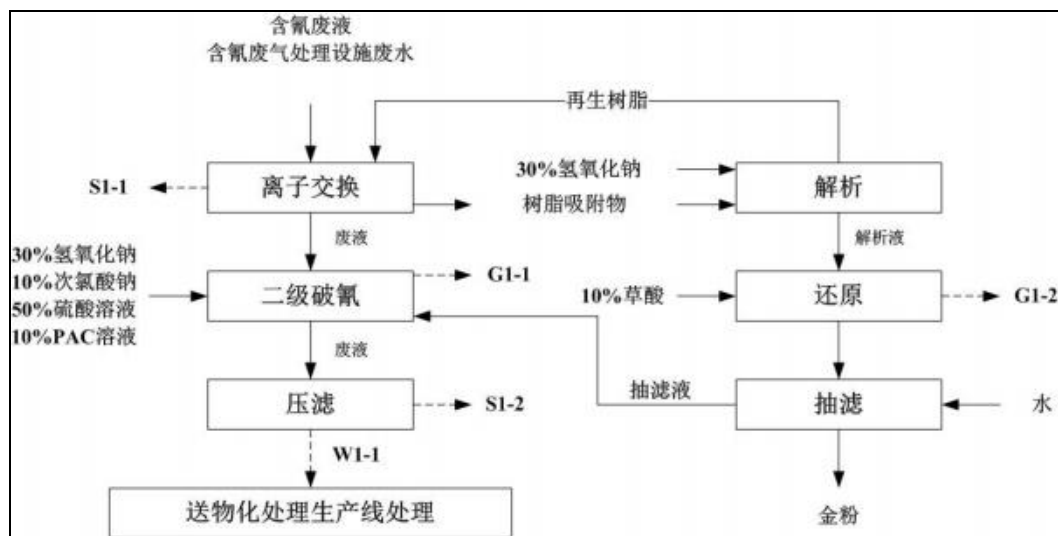 含氰废液
含氰废气处理设施废水
再生树脂
30%氢氧化钠
S1-1
离子交换
树脂吸附物
解析
废液
解析液
30%氢氧化钠
10%次氯酸钠
50%硫酸溶液
10%PAC溶液
二级破氰
G1-1
10%草酸
还原
G1-2
废液
压滤
S1-2
抽滤液
抽滤
水
W1-1
送物化处理生产线处理
金粉